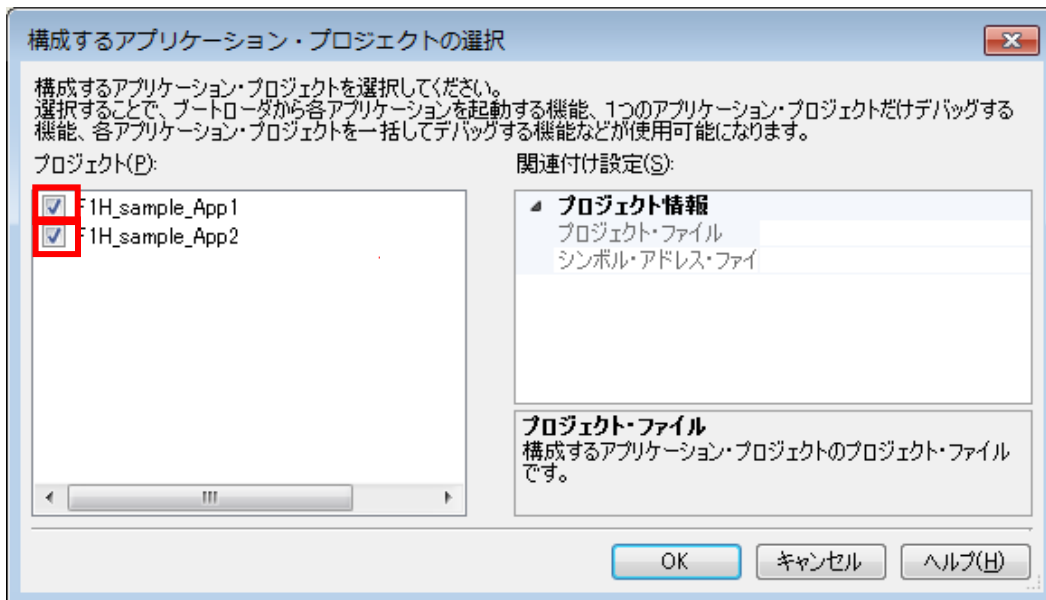 構成するアプリケーション・プロジェクトの選択
構成するアプリケーション・プロジェクトを選択してください。
選択することで、ブートローダから各アプリケーションを起動する機能、1つのアプリケーション・プロジェクトだけデバッグする
機能、各アプリケーション・プロジェクトを一括してデバッグする機能などが使用可能になります。
プロジェクト(P):
F1H_sample_App1
F1H_sample_App2
関連付け設定(S):
プロジェクト情報
プロジェクト・ファイル
シンボル・アドレス・ファイ
プロジェクト・ファイル
構成するアプリケーション・プロジェクトのプロジェクト・ファイル
です。
OK
キャンセル
ヘルプ(H)